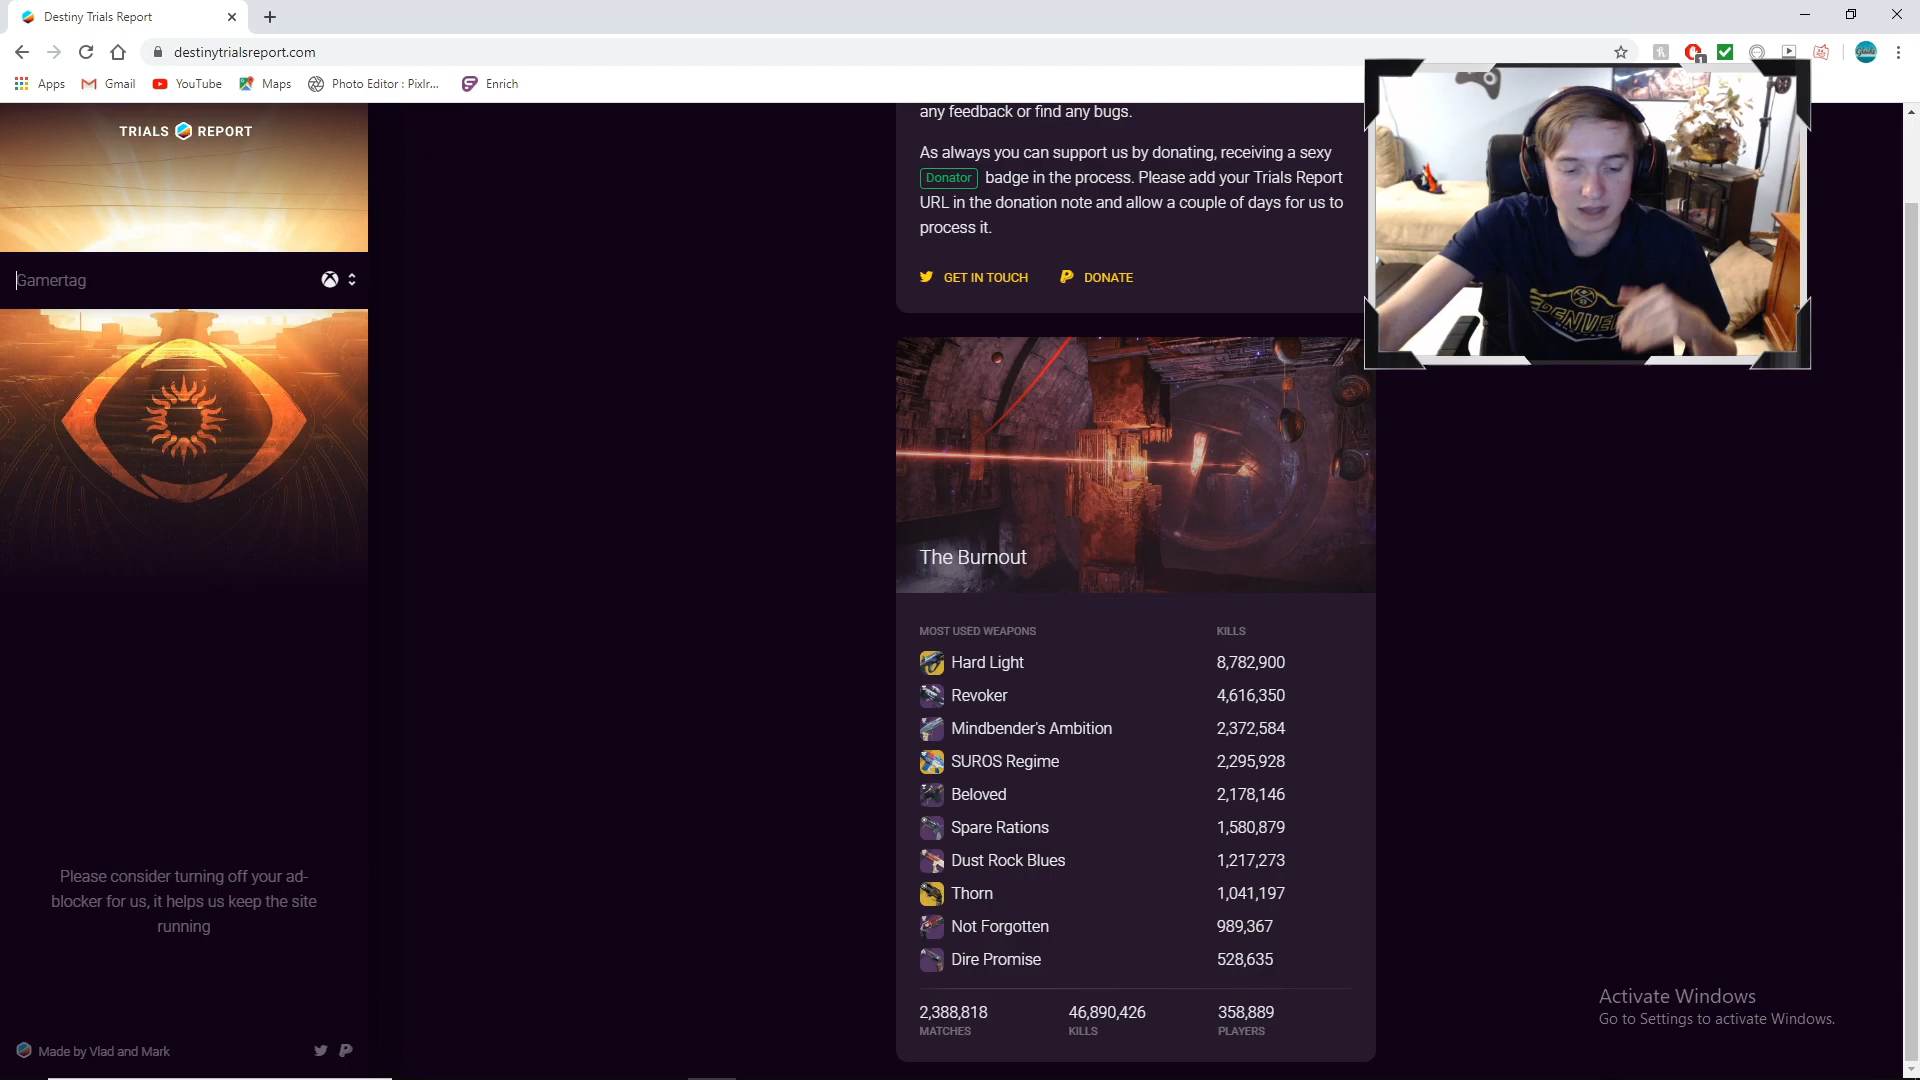 Destiny Trials Report
destinytrialsreport.com
Apps Gmail YouTube Maps Photo Editor : Pixlr... Enrich
TRIALS REPORT
Gamertag
Please consider turning off your ad-
blocker for us, it helps us keep the site
running
Made by Vlad and Mark
any feedback or find any bugs.
As always you can support us by donating, receiving a sexy
Donator badge in the process. Please add your Trials Report
URL in the donation note and allow a couple of days for us to
process it.
GET IN TOUCH DONATE
The Burnout
MOST USED WEAPONS KILLS
Hard Light 8,782,900
Revoker 4,616,350
Mindbender's Ambition 2,372,584
SUROS Regime 2,295,928
Beloved 2,178,146
Spare Rations 1,580,879
Dust Rock Blues 1,217,273
Thorn 1,041,197
Not Forgotten 989,367
Dire Promise 528,635
2,388,818 46,890,426 358,889
MATCHES KILLS PLAYERS
DENVER
Activate Windows
Go to Settings to activate Windows.